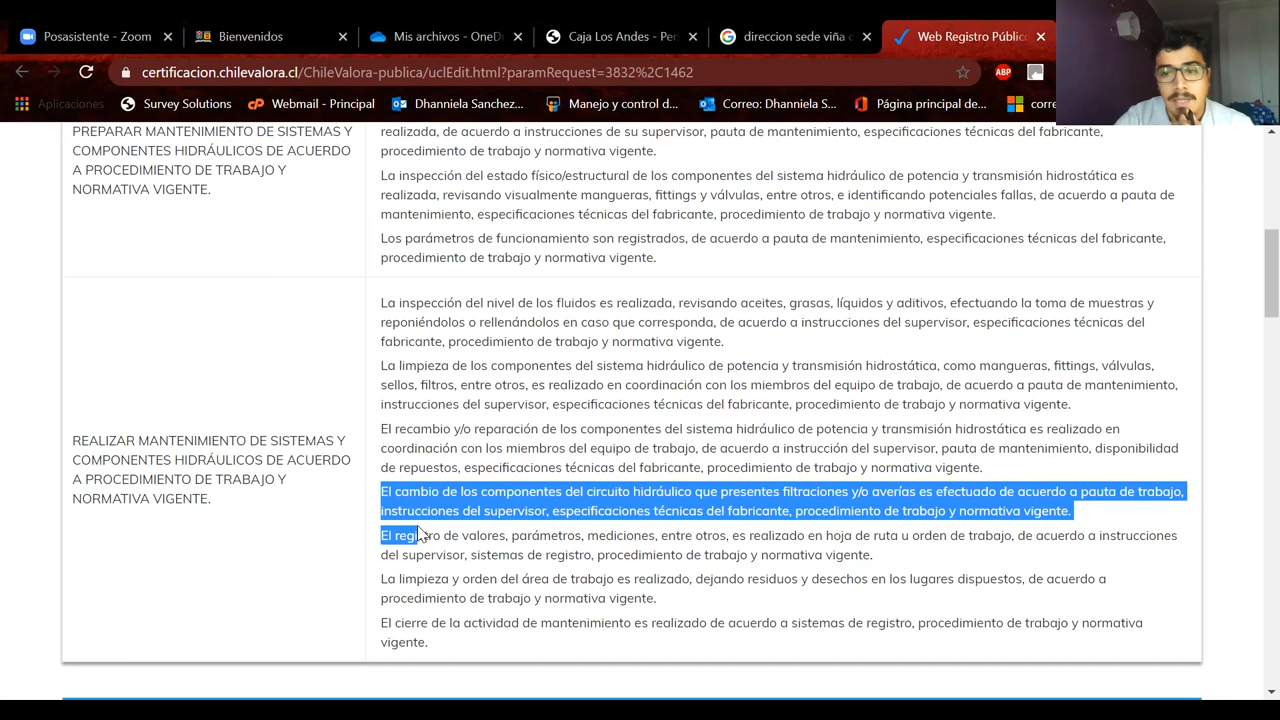 Posasistente - Zoom
Bienvenidos
Mis archivos - OneD
Caja Los Andes - Per
direccion sede viña d
Web Registro Públic
certificacion.chilevalora.cl/ChileValora-publica/uclEdit.html?paramRequest=3832%2C1462
ABP
Aplicaciones
Survey Solutions
Webmail - Principal
Dhanniela Sanchez...
Manejo y control d...
Correo: Dhanniela S...
Página principal de...
corre
PREPARAR MANTENIMIENTO DE SISTEMAS Y
COMPONENTES HIDRÁULICOS DE ACUERDO
A PROCEDIMIENTO DE TRABAJO Y
NORMATIVA VIGENTE.
realizada, de acuerdo a instrucciones de su supervisor, pauta de mantenimiento, especificaciones técnicas del fabricante,
procedimiento de trabajo y normativa vigente.
La inspección del estado físico/estructural de los componentes del sistema hidráulico de potencia y transmisión hidrostática es
realizada, revisando visualmente mangueras, fittings y válvulas, entre otros, e identificando potenciales fallas, de acuerdo a pauta de
mantenimiento, especificaciones técnicas del fabricante, procedimiento de trabajo y normativa vigente.
Los parámetros de funcionamiento son registrados, de acuerdo a pauta de mantenimiento, especificaciones técnicas del fabricante,
procedimiento de trabajo y normativa vigente.
REALIZAR MANTENIMIENTO DE SISTEMAS Y
COMPONENTES HIDRÁULICOS DE ACUERDO
A PROCEDIMIENTO DE TRABAJO Y
NORMATIVA VIGENTE.
La inspección del nivel de los fluidos es realizada, revisando aceites, grasas, líquidos y aditivos, efectuando la toma de muestras y
reponiéndolos o rellenándolos en caso que corresponda, de acuerdo a instrucciones del supervisor, especificaciones técnicas del
fabricante, procedimiento de trabajo y normativa vigente.
La limpieza de los componentes del sistema hidráulico de potencia y transmisión hidrostática, como mangueras, fittings, válvulas,
sellos, filtros, entre otros, es realizado en coordinación con los miembros del equipo de trabajo, de acuerdo a pauta de mantenimiento,
instrucciones del supervisor, especificaciones técnicas del fabricante, procedimiento de trabajo y normativa vigente.
El recambio y/o reparación de los componentes del sistema hidráulico de potencia y transmisión hidrostática es realizado en
coordinación con los miembros del equipo de trabajo, de acuerdo a instrucción del supervisor, pauta de mantenimiento, disponibilidad
de repuestos, especificaciones técnicas del fabricante, procedimiento de trabajo y normativa vigente.
El cambio de los componentes del circuito hidráulico que presentes filtraciones y/o averías es efectuado de acuerdo a pauta de trabajo,
instrucciones del supervisor, especificaciones técnicas del fabricante, procedimiento de trabajo y normativa vigente.
El registro de valores, parámetros, mediciones, entre otros, es realizado en hoja de ruta u orden de trabajo, de acuerdo a instrucciones
del supervisor, sistemas de registro, procedimiento de trabajo y normativa vigente.
La limpieza y orden del área de trabajo es realizado, dejando residuos y desechos en los lugares dispuestos, de acuerdo a
procedimiento de trabajo y normativa vigente.
El cierre de la actividad de mantenimiento es realizado de acuerdo a sistemas de registro, procedimiento de trabajo y normativa
vigente.